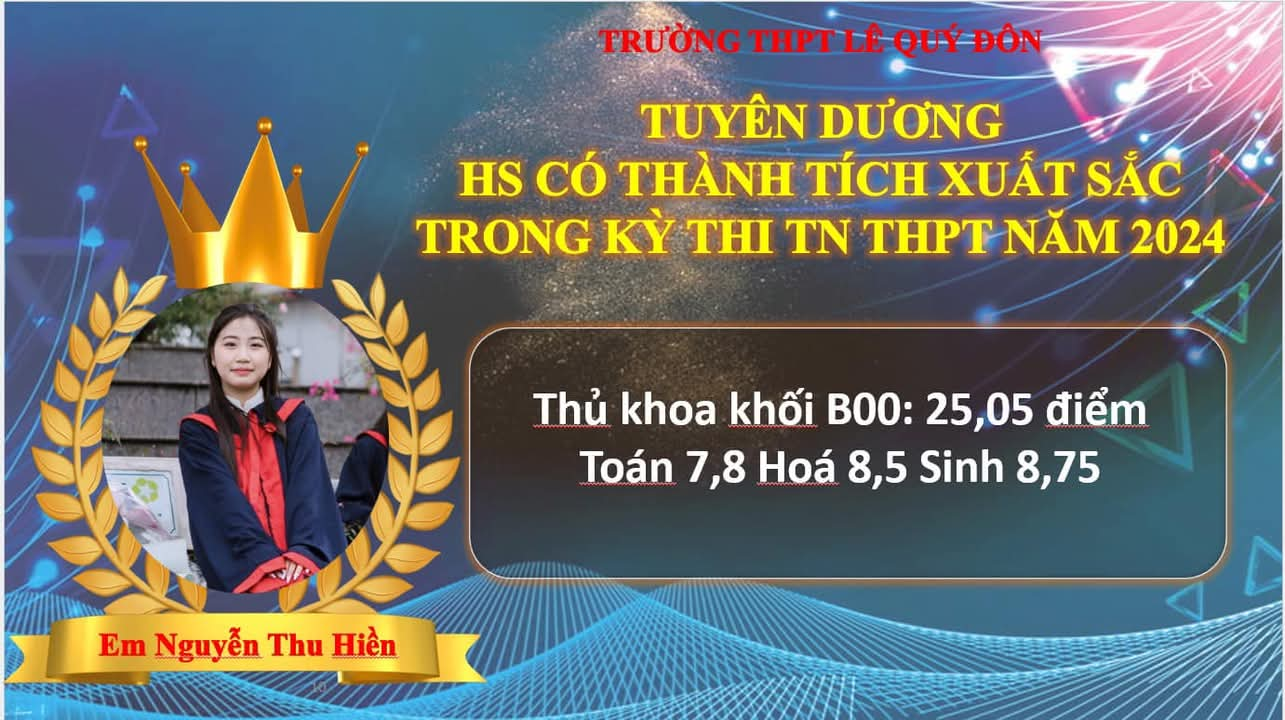 TRƯỜNG THPT LÊ QUÝ ĐÔN
TUYÊN DƯƠNG
HS CÓ THÀNH TÍCH XUẤT SẮC
TRONG KỲ THI TN THPT NĂM 2024
Thủ khoa khối B00: 25,05 điểm
Toán 7,8 Hoá 8,5 Sinh 8,75
Em Nguyễn Thu Hiền
10